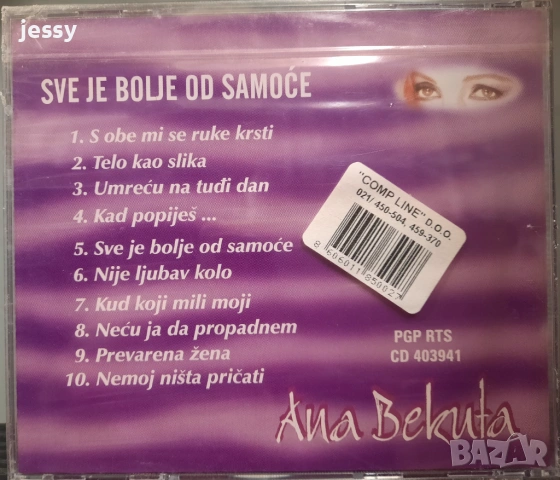 jessy
SVE JE BOLJE OD SAMOĆE
1. S obe mi se ruke krsti
2. Telo kao slika
3. Umreću na tuđi dan
4. Kad popiješ ...
5. Sve je bolje od samoće
6. Nije ljubav kolo
7. Kud koji mili moji
8. Neću ja da propadnem
9. Prevarena žena
10. Nemoj ništa pričati
"COMP LINE" D.O.O.
021/ 450-504, 459-370
8 606011 850027
PGP RTS
CD 403941
Ana Bekuta
BAZAR